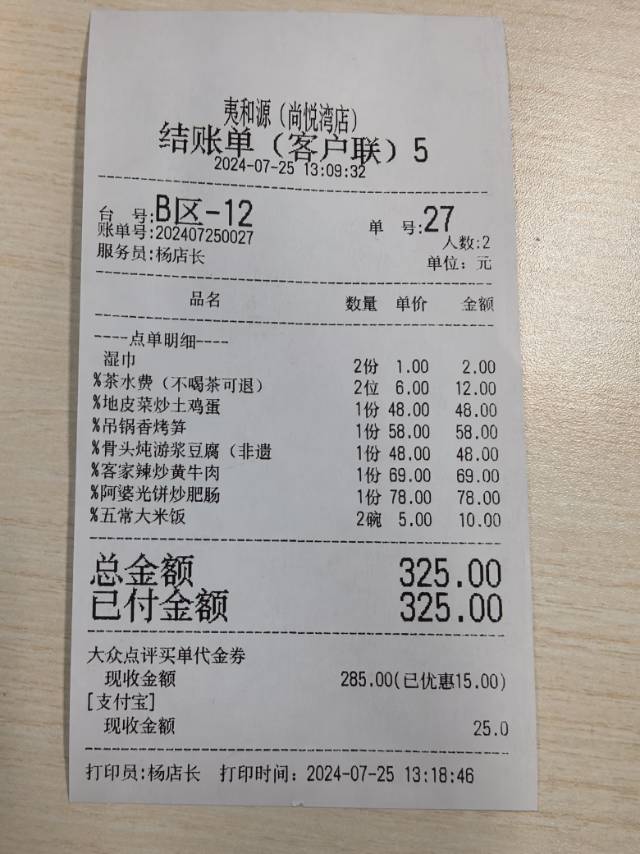 夷和源（尚悦湾店）
结账单（客户联）5
2024-07-25 13:09:32
台 号:B区-12 单 号:27
账单号:202407250027 人数:2
服务员:杨店长 单位: 元
品名 数量 单价 金额
----点单明细----
湿巾 2份 1.00 2.00
%茶水费（不喝茶可退） 2位 6.00 12.00
%地皮菜炒土鸡蛋 1份 48.00 48.00
%吊锅香烤笋 1份 58.00 58.00
%骨头炖游浆豆腐（非遗 1份 48.00 48.00
%客家辣炒黄牛肉 1份 69.00 69.00
%阿婆光饼炒肥肠 1份 78.00 78.00
%五常大米饭 2碗 5.00 10.00
总金额 325.00
已付金额 325.00
大众点评买单代金券
现收金额 285.00(已优惠15.00)
[支付宝]
现收金额 25.0
打印员:杨店长 打印时间: 2024-07-25 13:18:46